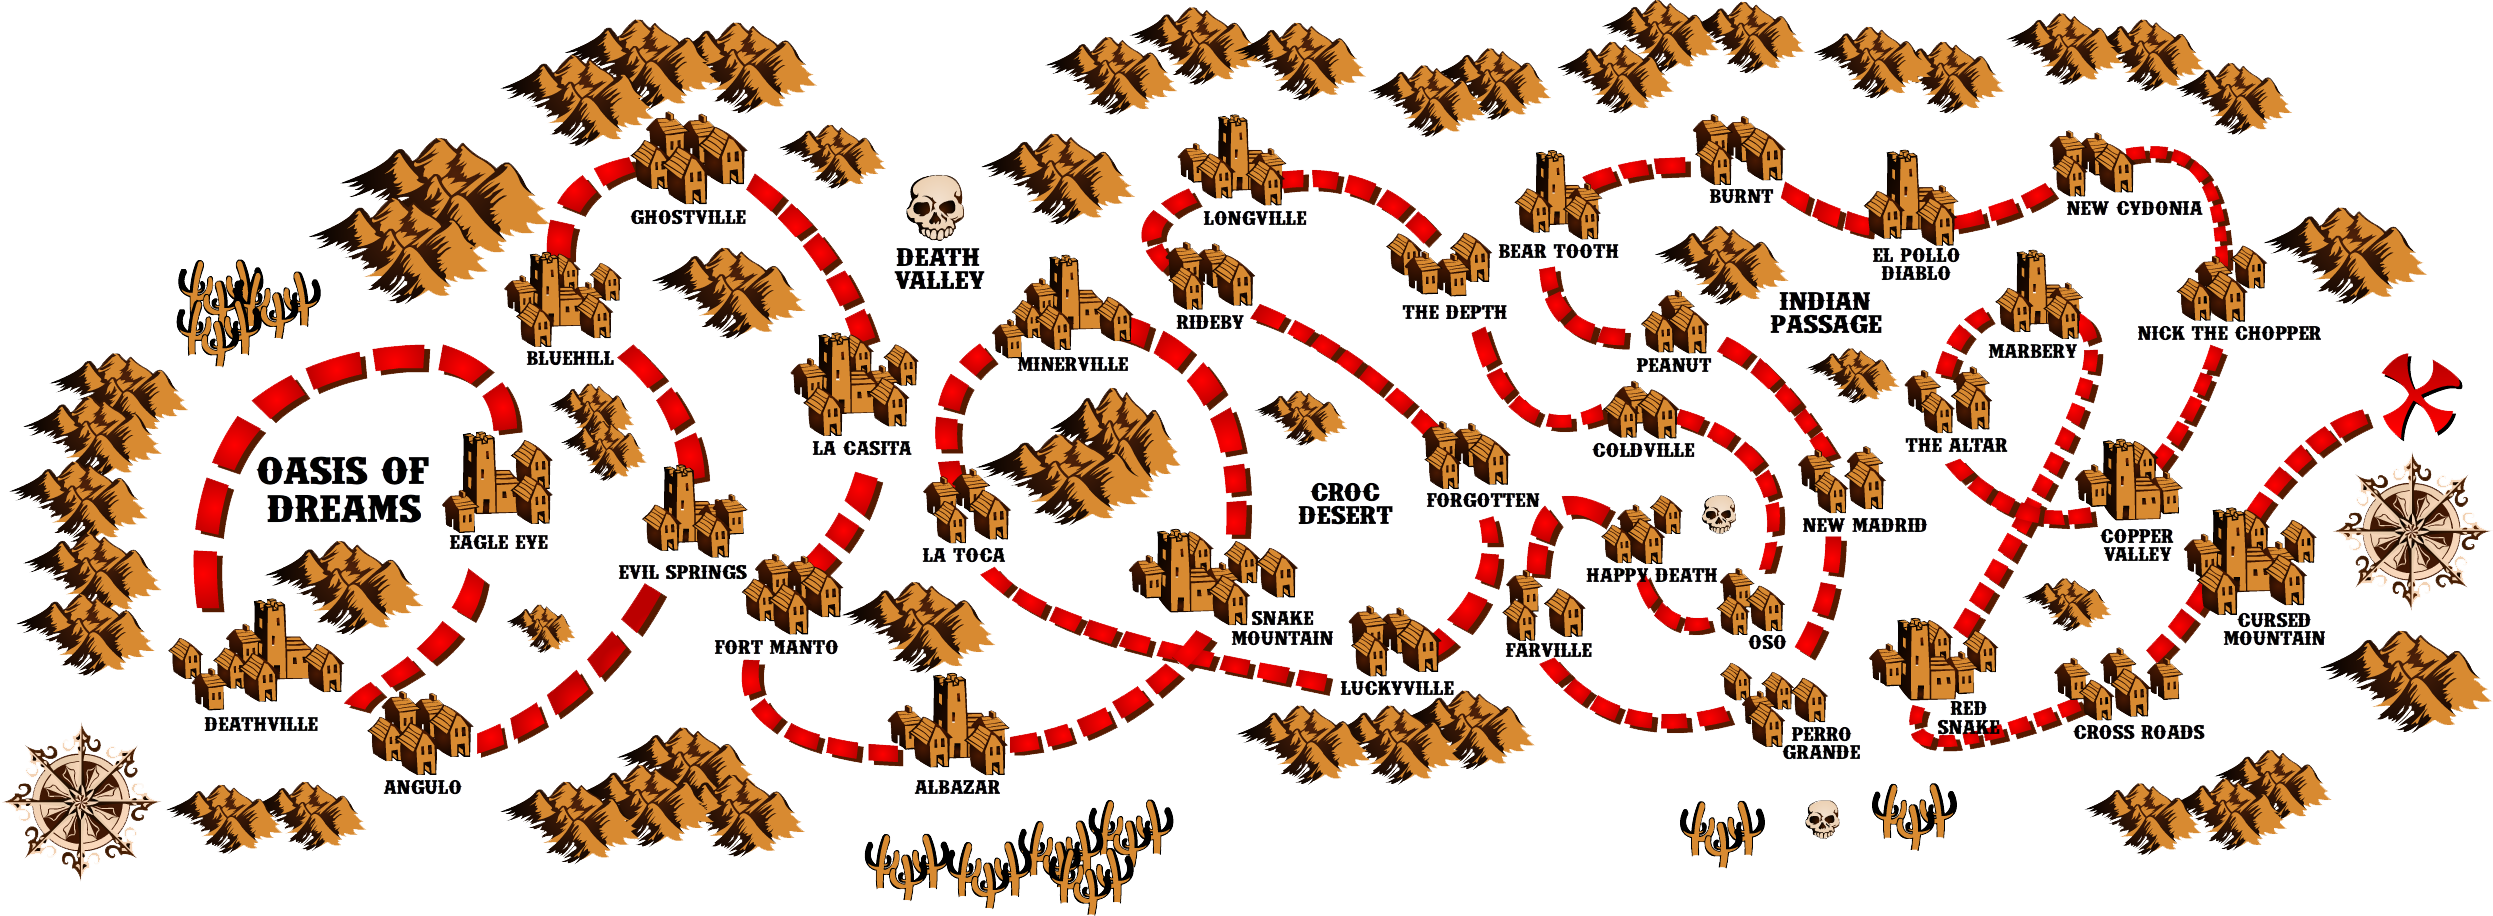 GHOSTVILLE
LONGVILLE
BURNT
NEW CYDONIA
DEATH
VALLEY
BEAR TOOTH
EL POLLO
DIABLO
THE DEPTH
INDIAN
PASSAGE
RIDEBY
NICK THE CHOPPER
BLUEHILL
MINERVILLE
PEANUT
MARBERY
LA CASITA
COLDVILLE
THE ALTAR
OASIS OF
DREAMS
FORGOTTEN
CROC
DESERT
NEW MADRID
EAGLE EYE
LA TOCA
COPPER
VALLEY
EVIL SPRINGS
HAPPY DEATH
SNAKE
MOUNTAIN
CURSED
MOUNTAIN
FORT MANTO
FARVILLE
OSO
LUCKYVILLE
DEATHVILLE
RED
SNAKE
CROSS ROADS
PERRO
GRANDE
ANGULO
ALBAZAR